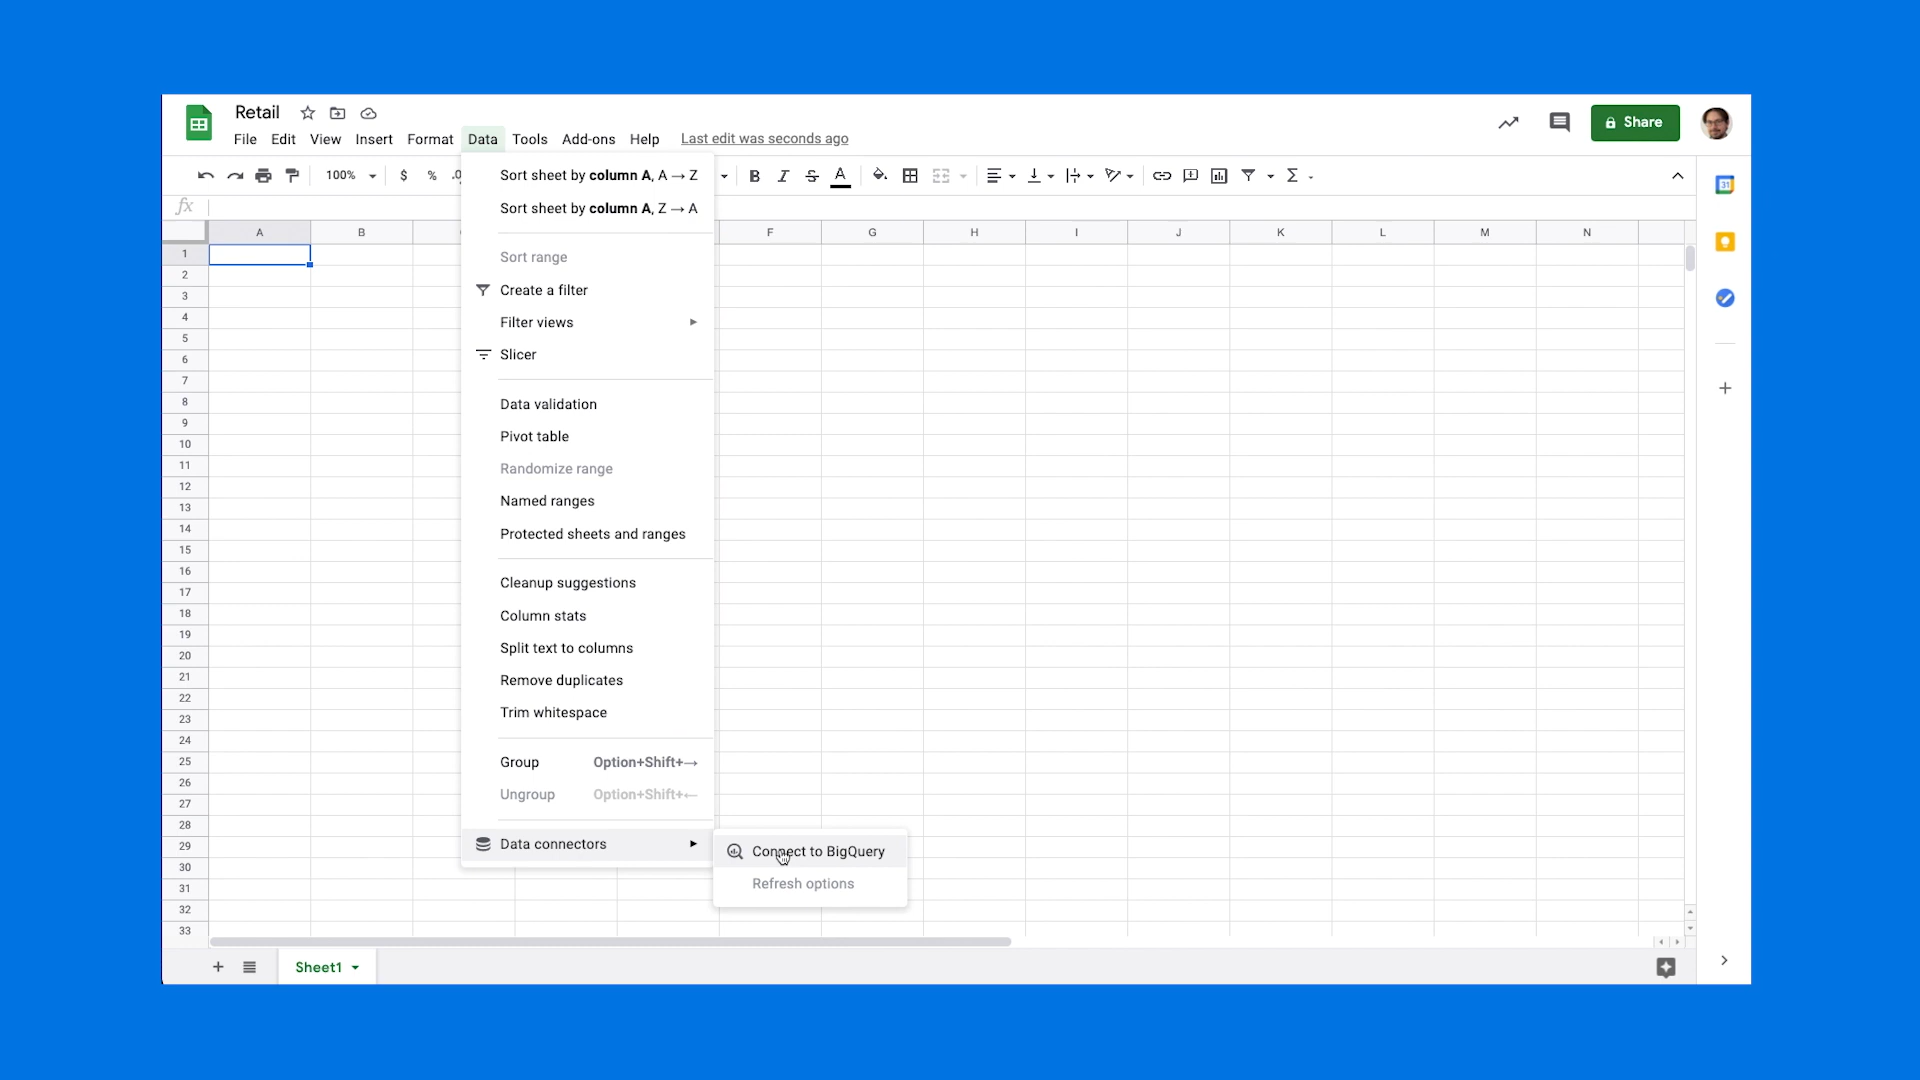 Retail
File Edit View Insert Format Data Tools Add-ons Help Last edit was seconds ago
Share
100% $ % .0 B I S A Σ
31
fx
A B F G H I J K L M N
1
2
3
4
5
6
7
8
9
10
11
12
13
14
15
16
17
18
19
20
21
22
23
24
25
26
27
28
29
30
31
32
33
Sort sheet by column A, A → Z
Sort sheet by column A, Z → A
Sort range
Create a filter
Filter views
Slicer
Data validation
Pivot table
Randomize range
Named ranges
Protected sheets and ranges
Cleanup suggestions
Column stats
Split text to columns
Remove duplicates
Trim whitespace
Group Option+Shift+→
Ungroup Option+Shift+←
Data connectors
Connect to BigQuery
Refresh options
Sheet1